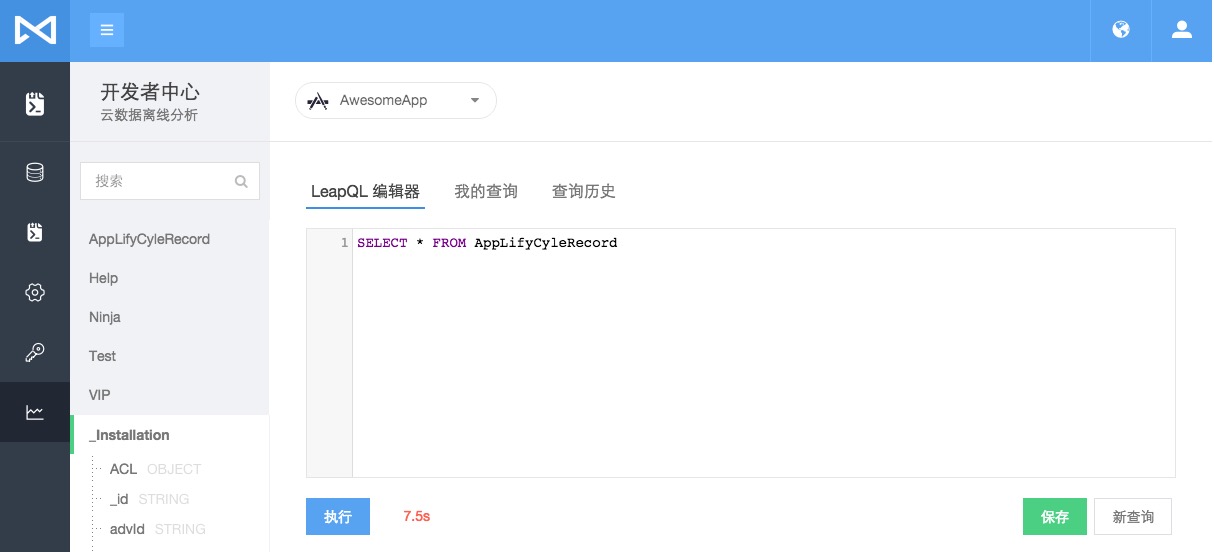 开发者中心
云数据离线分析
AwesomeApp
搜索
AppLifyCyleRecord
Help
Ninja
Test
VIP
_Installation
ACL OBJECT
_id STRING
advId STRING
LeapQL 编辑器 我的查询 查询历史
1 SELECT * FROM AppLifyCyleRecord
执行 7.5s 保存 新查询